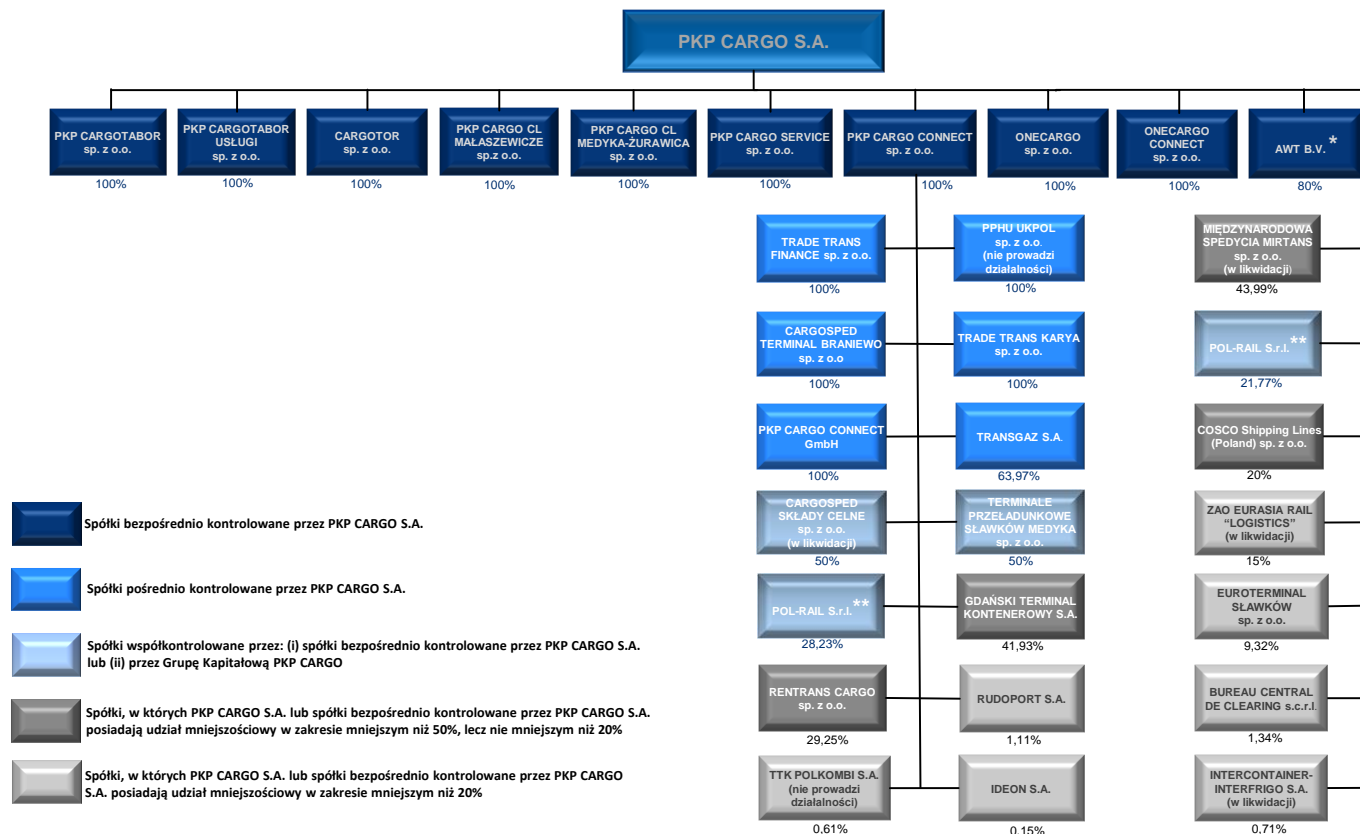 PKP CARGO S.A.
PKP CARGOTABOR
sp. z o.o.
100%
PKP CARGOTABOR
USŁUGI
sp. z o.o.
100%
CARGOTOR
sp. z o.o.
100%
PKP CARGO CL
MAŁASZEWICZE
sp.z o.o.
100%
PKP CARGO CL
MEDYKA-ŻURAWICA
sp. z o.o.
100%
PKP CARGO SERVICE
sp. z o.o.
100%
PKP CARGO CONNECT
sp. z o.o.
100%
ONECARGO
sp. z o.o.
100%
ONECARGO
CONNECT
sp. z o.o.
100%
AWT B.V. *
80%
TRADE TRANS
FINANCE sp. z o.o.
100%
PPHU UKPOL
sp. z o.o.
(nie prowadzi
działalności)
100%
MIĘDZYNARODOWA
SPEDYCIA MIRTANS
sp. z o.o.
(w likwidacji)
43,99%
CARGOSPED
TERMINAL BRANIEWO
sp. z o.o
100%
TRADE TRANS KARYA
sp. z o.o.
100%
POL-RAIL S.r.l.**
21,77%
PKP CARGO CONNECT
GmbH
100%
TRANSGAZ S.A.
63,97%
COSCO Shipping Lines
(Poland) sp. z o.o.
20%
CARGOSPED
SKŁADY CELNE
sp. z o.o.
(w likwidacji)
50%
TERMINALE
PRZEŁADUNKOWE
SŁAWKÓW MEDYKA
sp. z o.o.
50%
ZAO EURASIA RAIL
“LOGISTICS”
(w likwidacji)
15%
POL-RAIL S.r.l.**
28,23%
GDAŃSKI TERMINAL
KONTENEROWY S.A.
41,93%
EUROTERMINAL
SŁAWKÓW
sp. z o.o.
9,32%
RENTRANS CARGO
sp. z o.o.
29,25%
RUDOPORT S.A.
1,11%
BUREAU CENTRAL
DE CLEARING s.c.r.l.
1,34%
TTK POLKOMBI S.A.
(nie prowadzi
działalności)
0,61%
IDEON S.A.
0,15%
INTERCONTAINER-
INTERFRIGO S.A.
(w likwidacji)
0,71%
Spółki bezpośrednio kontrolowane przez PKP CARGO S.A.
Spółki pośrednio kontrolowane przez PKP CARGO S.A.
Spółki współkontrolowane przez: (i) spółki bezpośrednio kontrolowane przez PKP CARGO S.A.
lub (ii) przez Grupę Kapitałową PKP CARGO
Spółki, w których PKP CARGO S.A. lub spółki bezpośrednio kontrolowane przez PKP CARGO S.A.
posiadają udział mniejszościowy w zakresie mniejszym niż 50%, lecz nie mniejszym niż 20%
Spółki, w których PKP CARGO S.A. lub spółki bezpośrednio kontrolowane przez PKP CARGO
S.A. posiadają udział mniejszościowy w zakresie mniejszym niż 20%